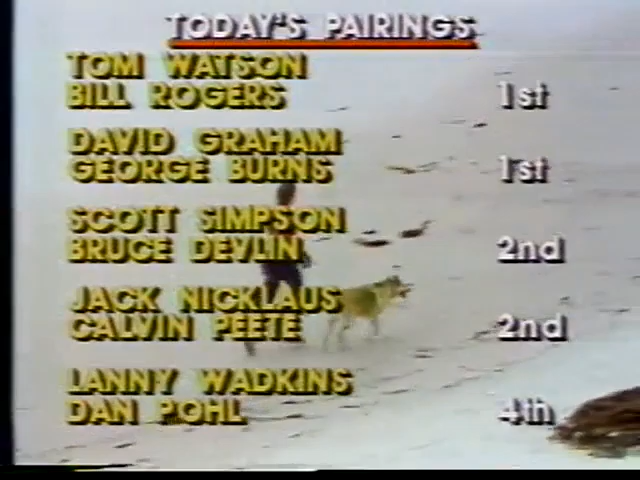 TODAY'S PAIRINGS
TOM WATSON
BILL ROGERS 1st
DAVID GRAHAM
GEORGE BURNS 1st
SCOTT SIMPSON
BRUCE DEVLIN 2nd
JACK NICKLAUS
CALVIN PEETE 2nd
LANNY WADKINS
DAN POHL 4th